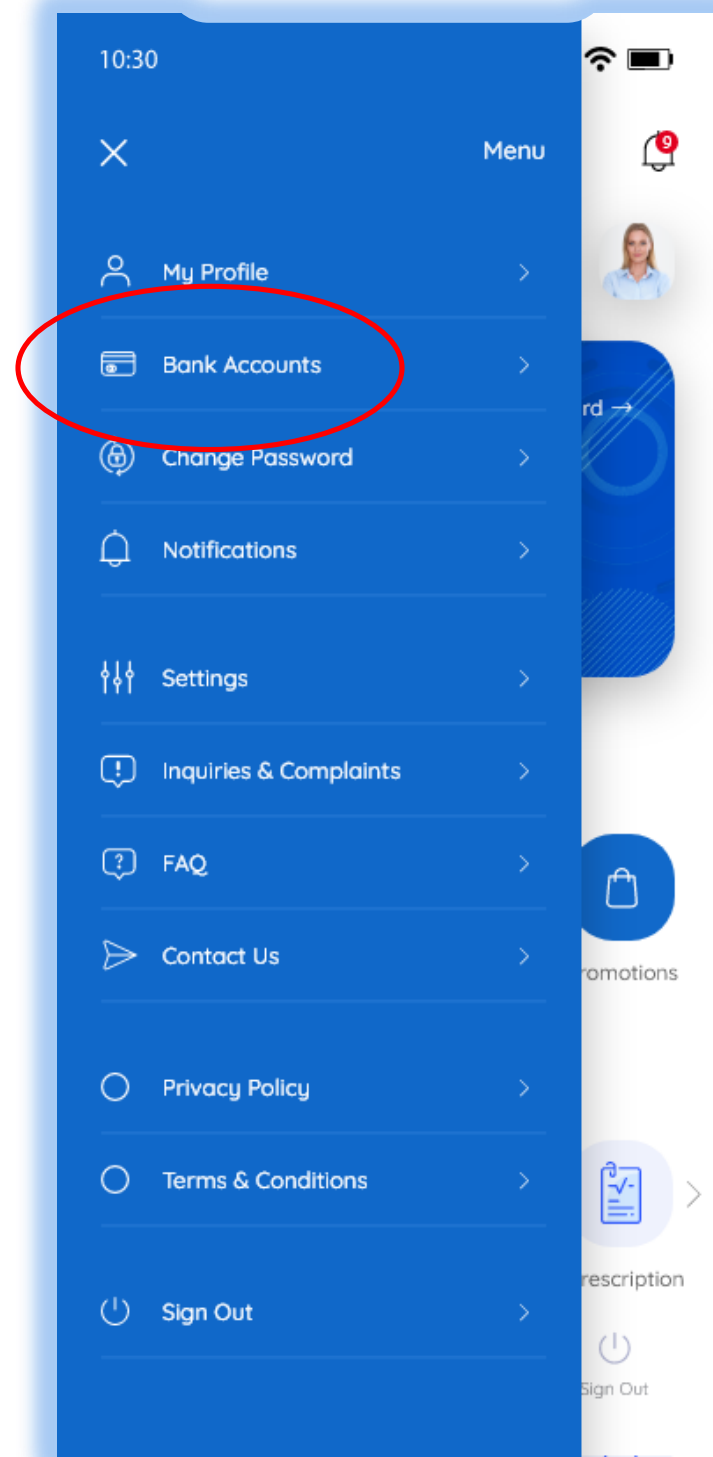 10:30
Menu
9
My Profile
Bank Accounts
rd →
Change Password
Notifications
Settings
Inquiries & Complaints
FAQ
Contact Us
romotions
Privacy Policy
Terms & Conditions
rescription
Sign Out
Sign Out